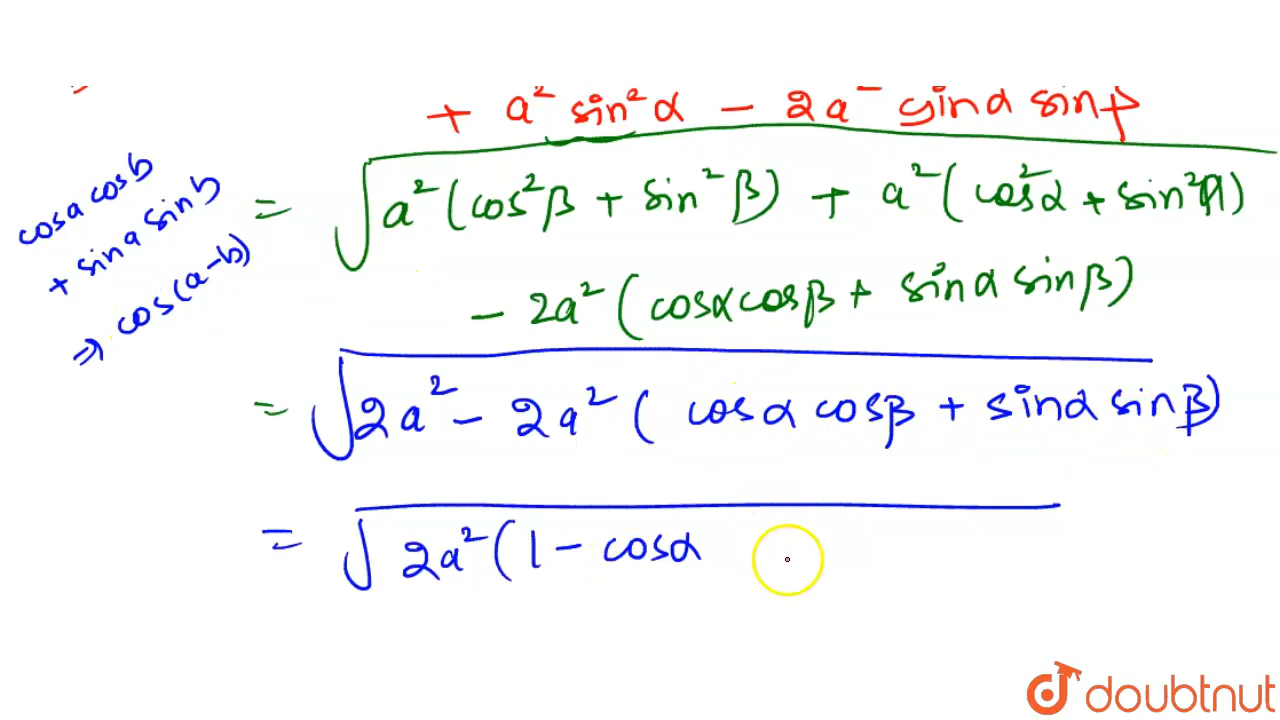 + a² sin²α - 2a² sinα sinβ
cosa cosb
+ sina sinb
⇒ cos(a-b)
= √a²(cos²β + sin²β) + a²(cos²α + sin²α)
- 2a²(cosα cosβ + sinα sinβ)
= √2a² - 2a²(cosα cosβ + sinα sinβ)
= √2a²(1 - cosα
doubtnut